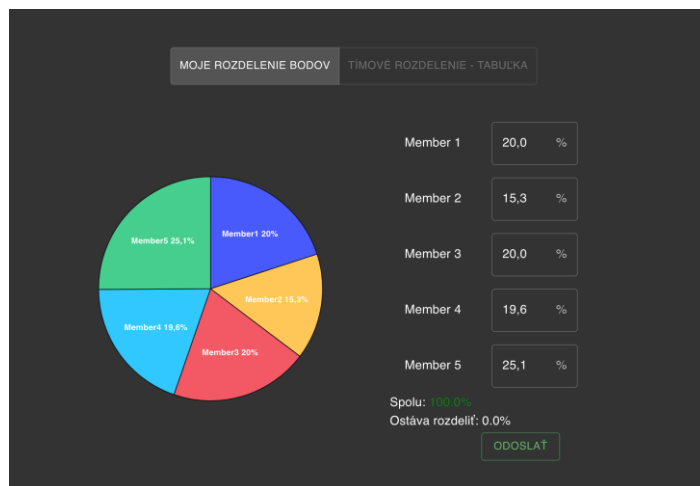 MOJE ROZDELENIE BODOV
TÍMOVÉ ROZDELENIE - TABUĽKA
Member5 25,1%
Member1 20%
Member2 15,3%
Member4 19,6%
Member3 20%
Member 1 20,0 %
Member 2 15,3 %
Member 3 20,0 %
Member 4 19,6 %
Member 5 25,1 %
Spolu: 100.0%
Ostáva rozdeliť: 0.0%
ODOSLAŤ